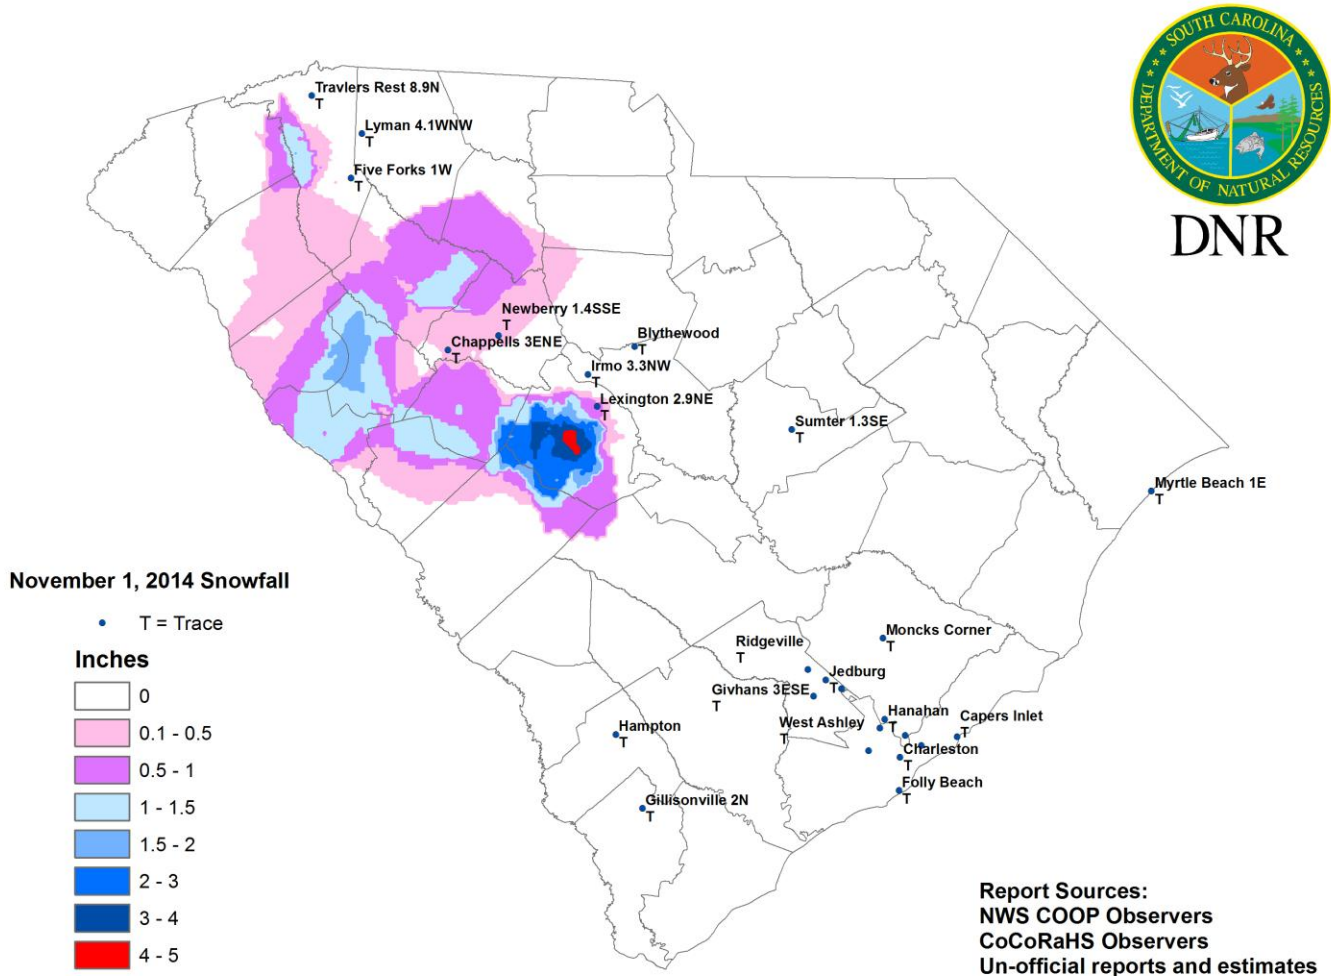 SOUTH CAROLINA
DEPARTMENT OF NATURAL RESOURCES
DNR
Travlers Rest 8.9N
T
Lyman 4.1WNW
T
Five Forks 1W
T
Newberry 1.4SSE
T
Chappells 3ENE
T
Blythewood
T
Irmo 3.3NW
T
Lexington 2.9NE
T
Sumter 1.3SE
T
Myrtle Beach 1E
T
Moncks Corner
T
Ridgeville
T
Jedburg
T
Givhans 3ESE
T
Hanahan
T
Capers Inlet
T
West Ashley
T
Hampton
T
Charleston
T
Folly Beach
T
Gillisonville 2N
T
November 1, 2014 Snowfall
T = Trace
Inches
0
0.1 - 0.5
0.5 - 1
1 - 1.5
1.5 - 2
2 - 3
3 - 4
4 - 5
Report Sources:
NWS COOP Observers
CoCoRaHS Observers
Un-official reports and estimates